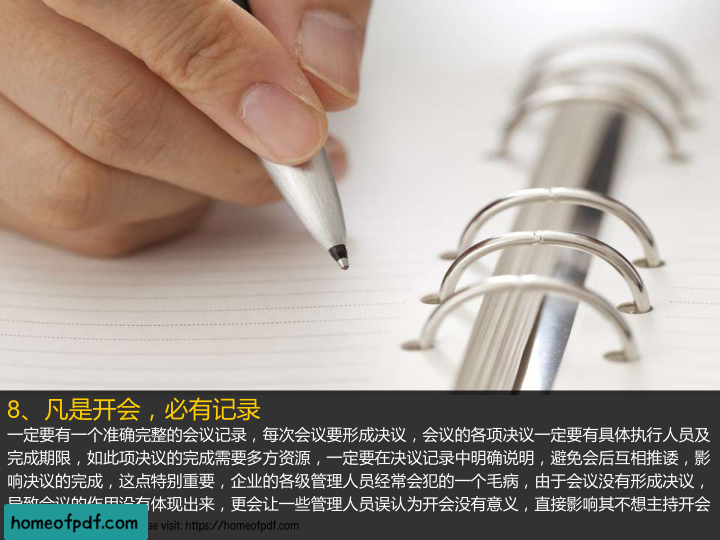 8、凡是开会，必有记录
一定要有一个准确完整的会议记录，每次会议要形成决议，会议的各项决议一定要有具体执行人员及
完成期限，如此项决议的完成需要多方资源，一定要在决议记录中明确说明，避免会后互相推诿，影
响决议的完成，这点特别重要，企业的各级管理人员经常会犯的一个毛病，由于会议没有形成决议，
导致会议的作用没有体现出来，更会让一些管理人员误认为开会没有意义，直接影响其不想主持开会
homeofpdf.com
visit: https://homeofpdf.com